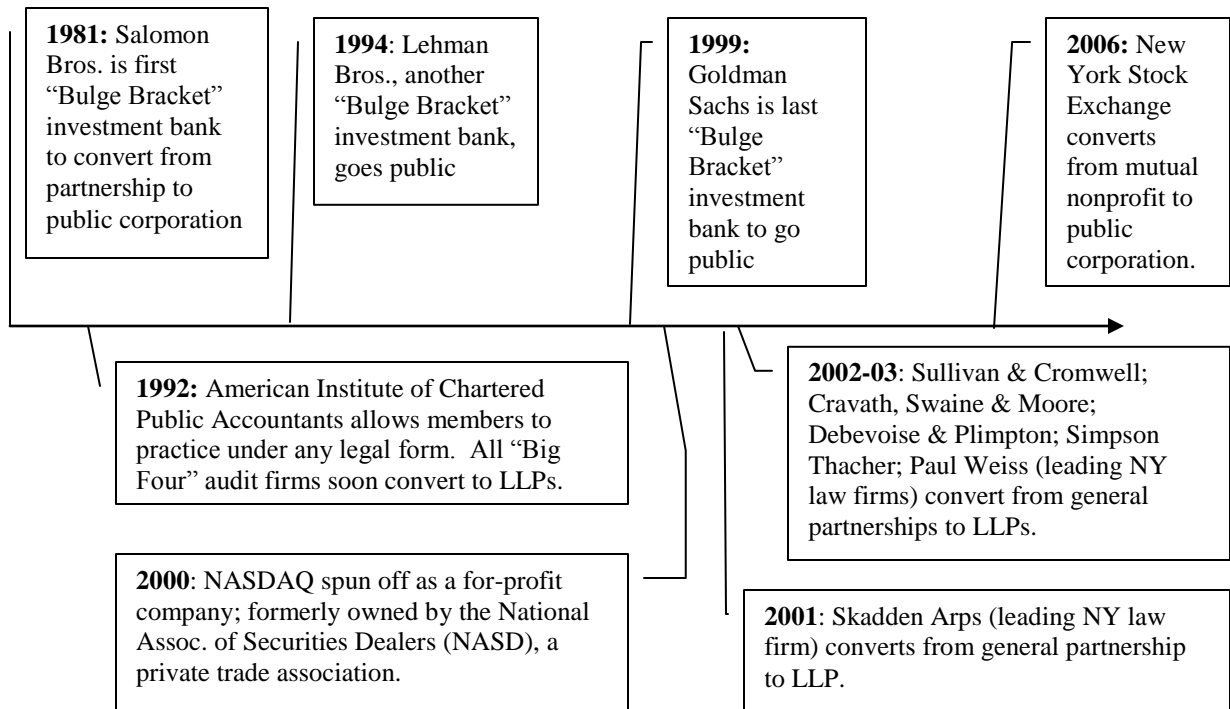 1981: Salomon
Bros. is first
“Bulge Bracket”
investment bank
to convert from
partnership to
public corporation
1994: Lehman
Bros., another
“Bulge Bracket”
investment bank,
goes public
1999:
Goldman
Sachs is last
“Bulge
Bracket”
investment
bank to go
public
2006: New
York Stock
Exchange
converts
from mutual
nonprofit to
public
corporation.
1992: American Institute of Chartered
Public Accountants allows members to
practice under any legal form.  All “Big
Four” audit firms soon convert to LLPs.
2002-03: Sullivan & Cromwell;
Cravath, Swaine & Moore;
Debevoise & Plimpton; Simpson
Thacher; Paul Weiss (leading NY
law firms) convert from general
partnerships to LLPs.
2000: NASDAQ spun off as a for-profit
company; formerly owned by the National
Assoc. of Securities Dealers (NASD), a
private trade association.
2001: Skadden Arps (leading NY law
firm) converts from general partnership
to LLP.